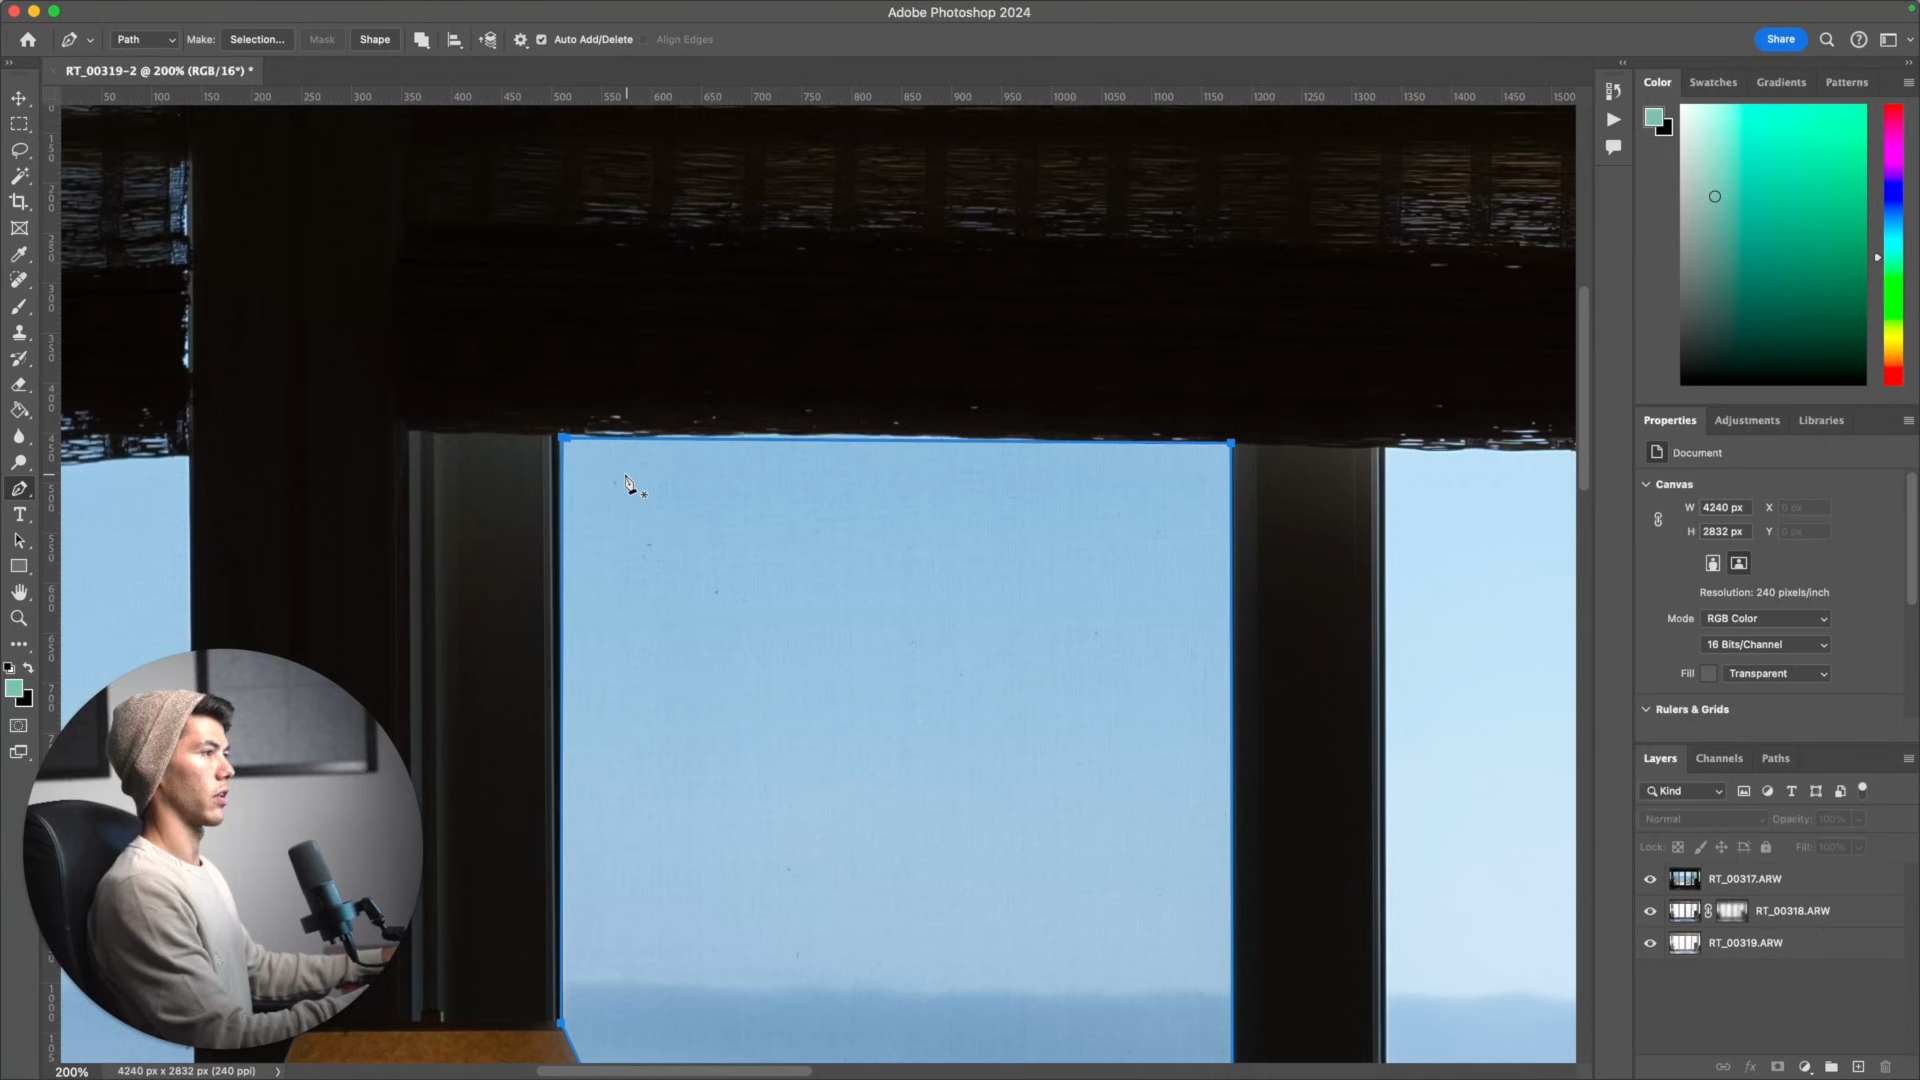 Adobe Photoshop 2024
Path Make: Selection... Mask Shape Auto Add/Delete Align Edges Share
RT_00319-2 @ 200% (RGB/16*) *
50 100 150 200 250 300 350 400 450 500 550 600 650 700 750 800 850 900 950 1000 1050 1100 1150 1200 1250 1300 1350 1400 1450 1500
Color Swatches Gradients Patterns
Properties Adjustments Libraries
Document
Canvas
W 4240 px X 0 px
H 2832 px Y 0 px
Resolution: 240 pixels/inch
Mode RGB Color
16 Bits/Channel
Fill Transparent
Rulers & Grids
Layers Channels Paths
Kind
Normal Opacity: 100%
Lock: Fill: 100%
RT_00317.ARW
RT_00318.ARW
RT_00319.ARW
200% 4240 px x 2832 px (240 ppi)